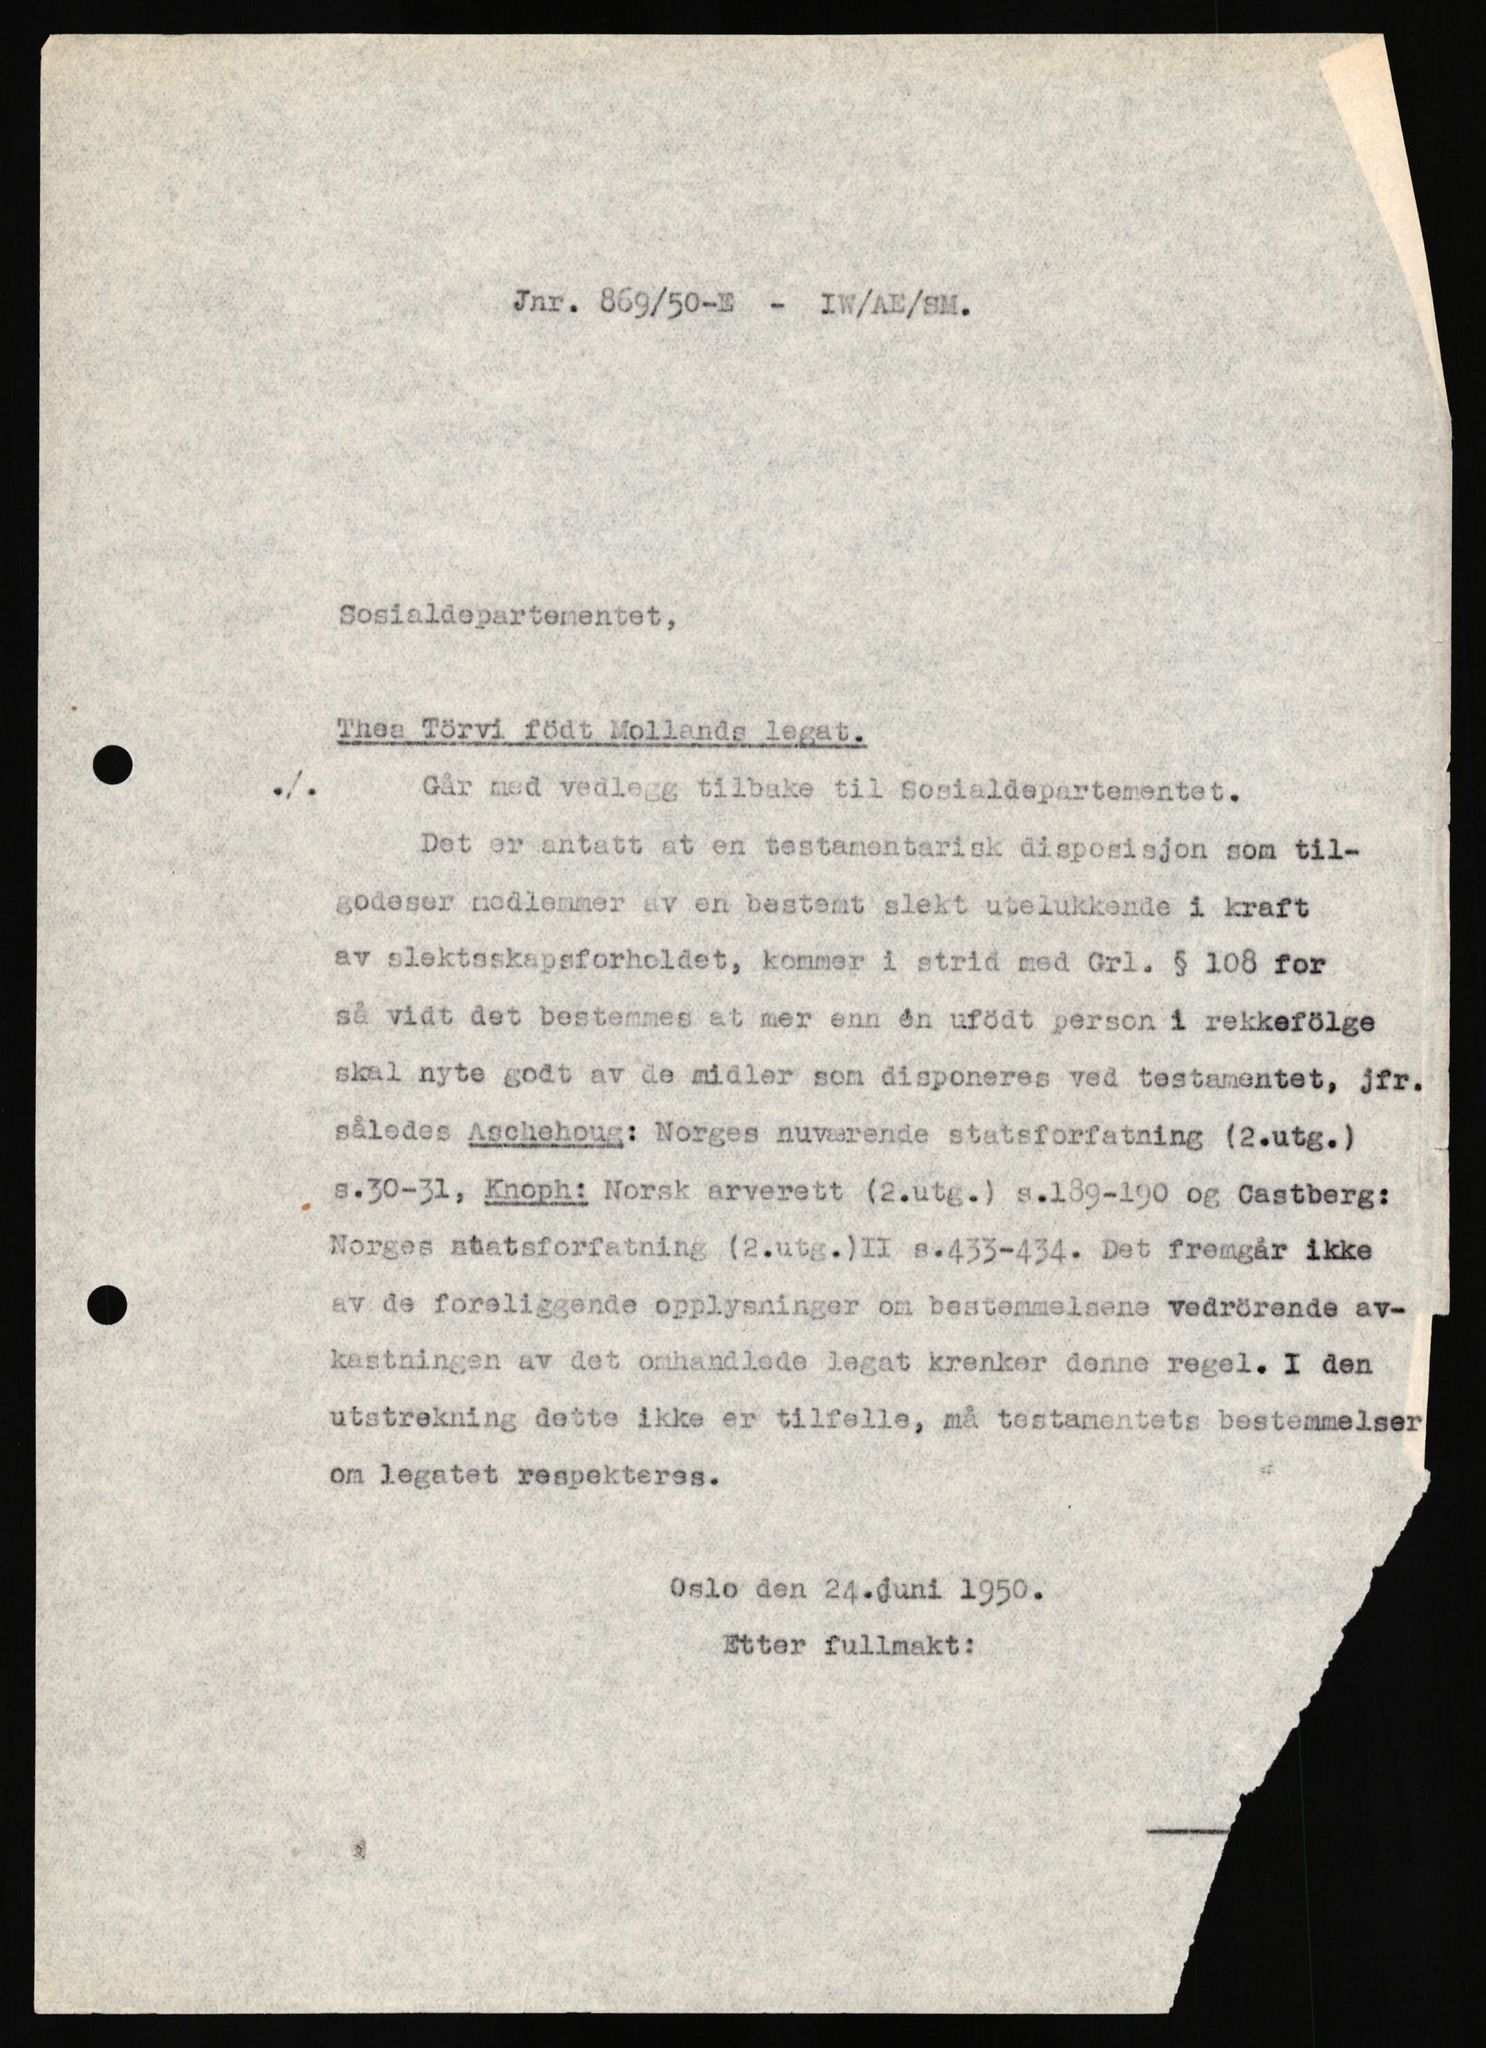 Jnr. 869/50-E - IW/AE/SM.
Sosialdepartementet,
Thea Törvi födt Mollands legat.
./. Går med vedlegg tilbake til Sosialdepartementet.
Det er antatt at en testamentarisk disposisjon som til-
godeser medlemmer av en bestemt slekt utelukkende i kraft
av slektsskapsforholdet, kommer i strid med Grl. § 108 for
så vidt det bestemmes at mer enn én ufödt person i rekkefölge
skal nyte godt av de midler som disponeres ved testamentet, jfr.
således Aschehoug: Norges nuværende statsforfatning (2.utg.)
s.30-31, Knoph: Norsk arverett (2.utg.) s.189-190 og Castberg:
Norges statsforfatning (2.utg.)II s.433-434. Det fremgår ikke
av de foreliggende opplysninger om bestemmelsene vedrörende av-
kastningen av det omhandlede legat krenker denne regel. I den
utstrekning dette ikke er tilfelle, må testamentets bestemmelser
om legatet respekteres.
Oslo den 24.juni 1950.
Etter fullmakt: